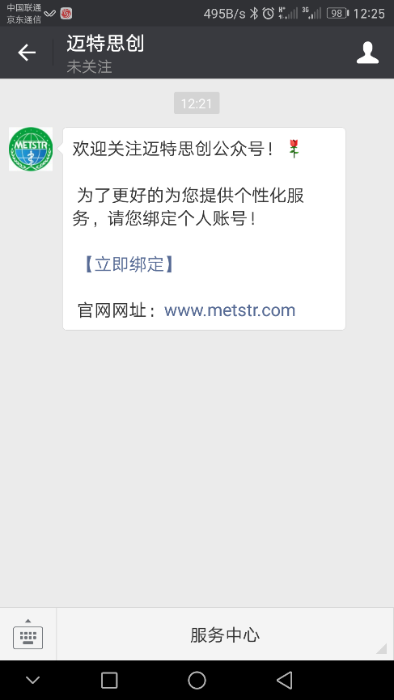 中国联通
京东通信
495B/s
3G
98
12:25
迈特思创
未关注
12:21
METSTR
欢迎关注迈特思创公众号！🌹
为了更好的为您提供个性化服
务，请您绑定个人账号！
【立即绑定】
官网网址：www.metstr.com
服务中心